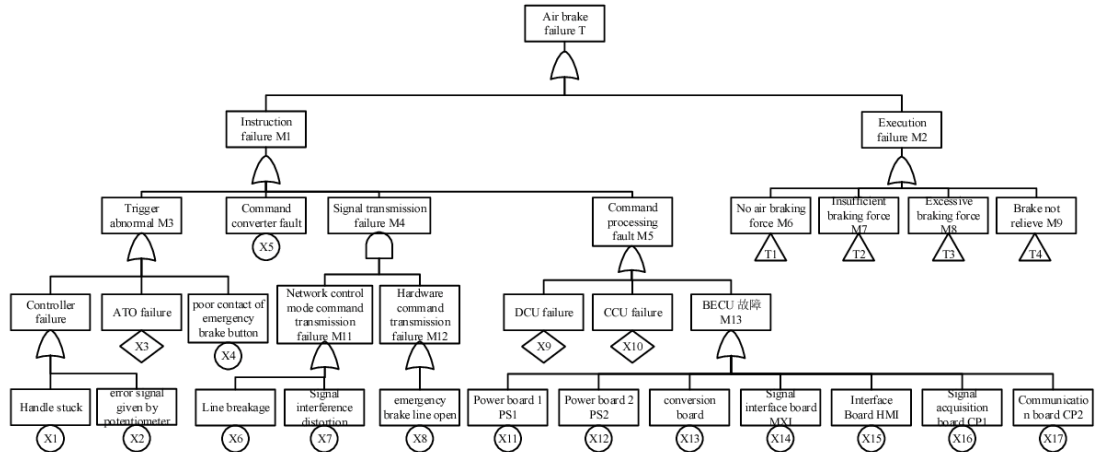 Air brake
failure T
Instruction
failure M1
Execution
failure M2
Trigger
abnormal M3
Command
converter fault
Signal transmission
failure M4
Command
processing
fault M5
No air braking
force M6
Insufficient
braking force
M7
Excessive
braking force
M8
Brake not
relieve M9
X5
T1
T2
T3
T4
Controller
failure
ATO failure
poor contact of
emergency
brake button
Network control
mode command
transmission
failure M11
Hardware
command
transmission
failure M12
DCU failure
CCU failure
BECU 故障
M13
X3
X4
X9
X10
Handle stuck
error signal
given by
potentiometer
Line breakage
Signal
interference
distortion
emergency
brake line open
Power board 1
PS1
Power board 2
PS2
conversion
board
Signal
interface board
MX1
Interface
Board HMI
Signal
acquisition
board CP1
Communicatio
n board CP2
X1
X2
X6
X7
X8
X11
X12
X13
X14
X15
X16
X17